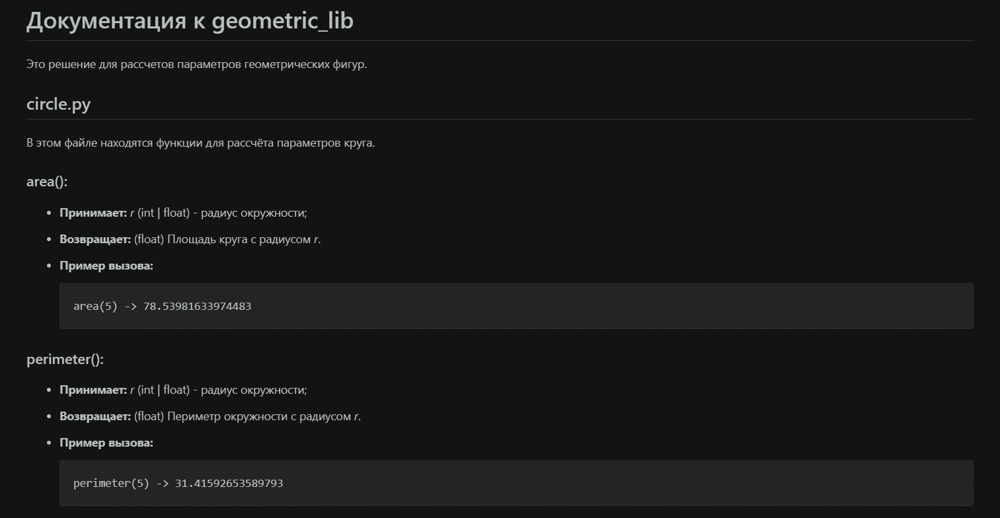 Документация к geometric_lib
Это решение для рассчетов параметров геометрических фигур.
circle.py
В этом файле находятся функции для рассчёта параметров круга.
area():
• Принимает: r (int | float) - радиус окружности;
• Возвращает: (float) Площадь круга с радиусом r.
• Пример вызова:
area(5) -> 78.53981633974483
perimeter():
• Принимает: r (int | float) - радиус окружности;
• Возвращает: (float) Периметр окружности с радиусом r.
• Пример вызова:
perimeter(5) -> 31.41592653589793